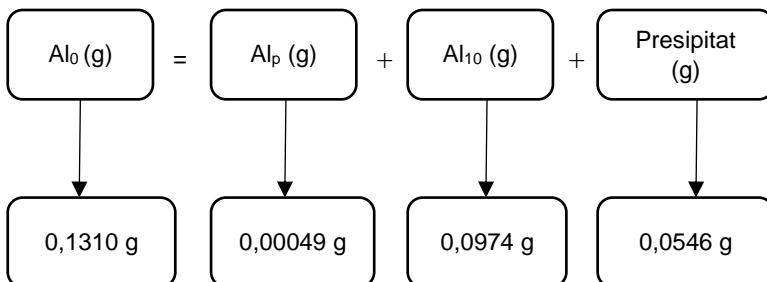 Al₀ (g) = Alₚ (g) + Al₁₀ (g) + Presipitat
(g)
0,1310 g 0,00049 g 0,0974 g 0,0546 g